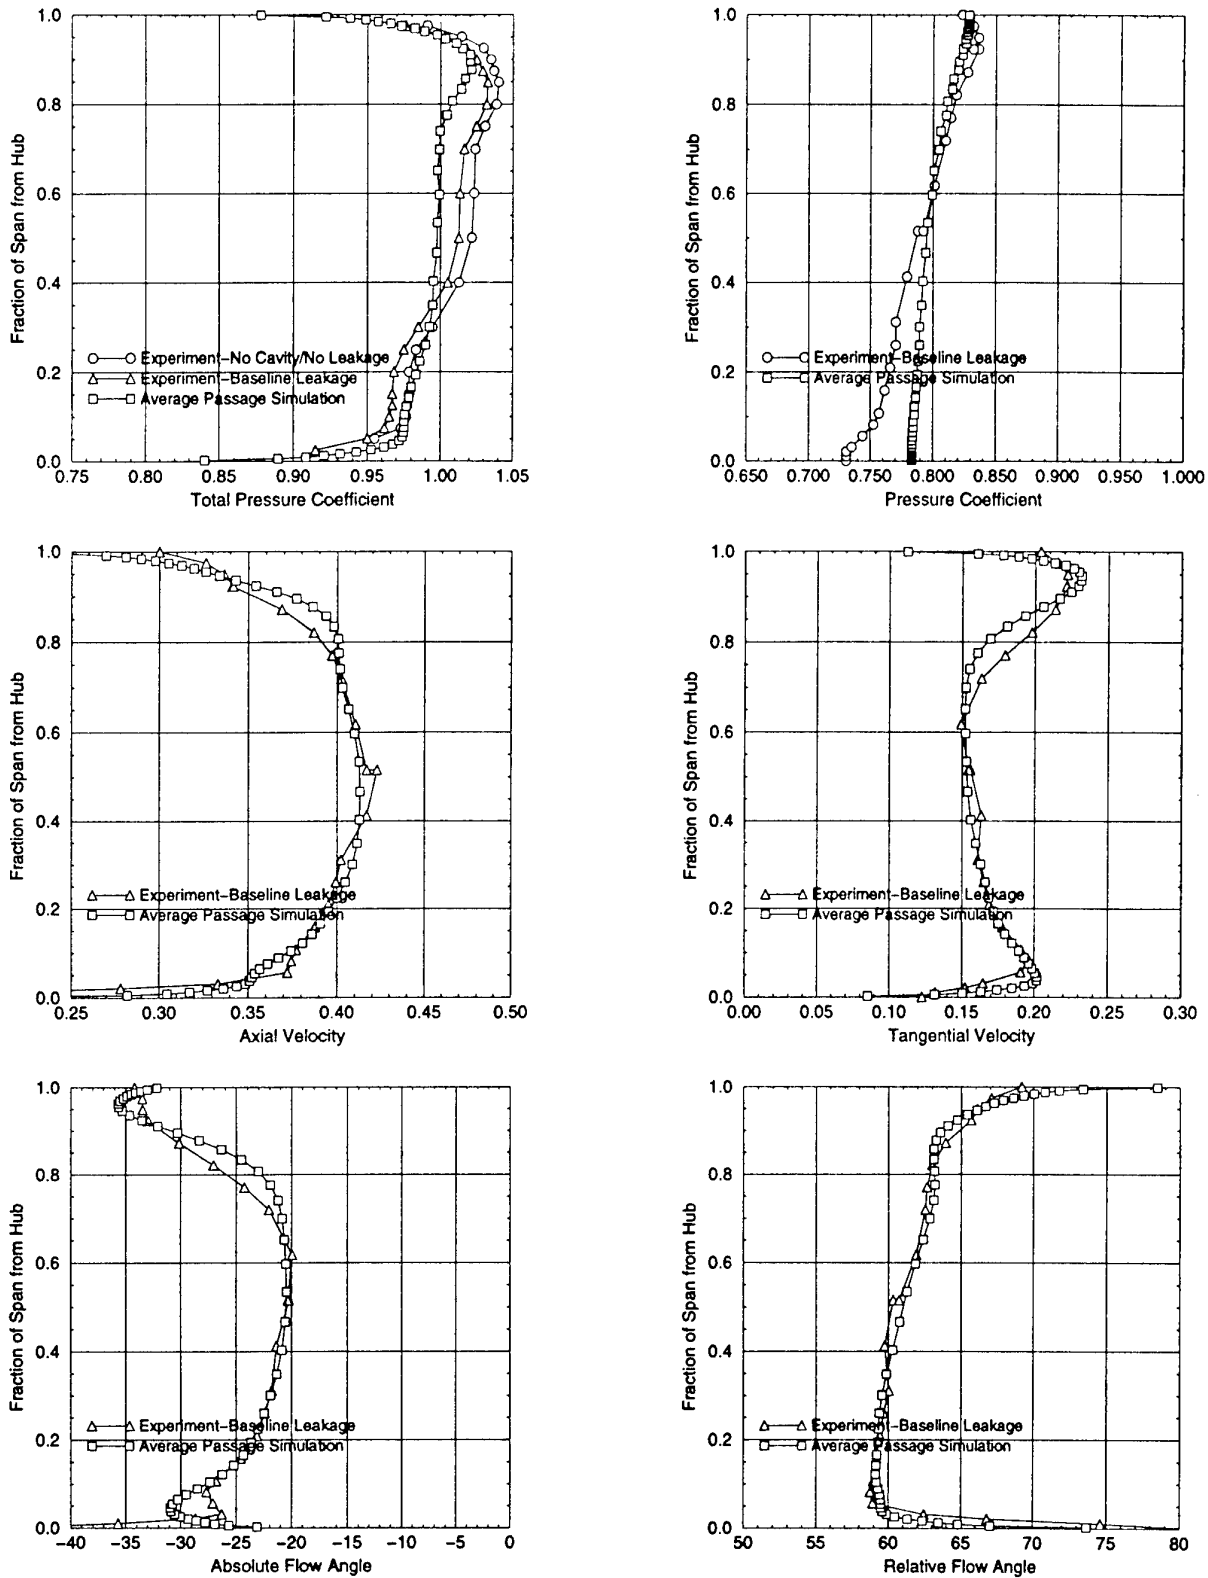 1.0
0.8
0.6
0.4
0.2
0.0
Fraction of Span from Hub
Experiment-No Cavity/No Leakage
Experiment-Baseline Leakage
Average Passage Simulation
0.75 0.80 0.85 0.90 0.95 1.00 1.05
Total Pressure Coefficient
1.0
0.8
0.6
0.4
0.2
0.0
Fraction of Span from Hub
Experiment-Baseline Leakage
Average Passage Simulation
0.650 0.700 0.750 0.800 0.850 0.900 0.950 1.000
Pressure Coefficient
1.0
0.8
0.6
0.4
0.2
0.0
Fraction of Span from Hub
Experiment-Baseline Leakage
Average Passage Simulation
0.25 0.30 0.35 0.40 0.45 0.50
Axial Velocity
1.0
0.8
0.6
0.4
0.2
0.0
Fraction of Span from Hub
Experiment-Baseline Leakage
Average Passage Simulation
0.00 0.05 0.10 0.15 0.20 0.25 0.30
Tangential Velocity
1.0
0.8
0.6
0.4
0.2
0.0
Fraction of Span from Hub
Experiment-Baseline Leakage
Average Passage Simulation
-40 -35 -30 -25 -20 -15 -10 -5 -0
Absolute Flow Angle
1.0
0.8
0.6
0.4
0.2
0.0
Fraction of Span from Hub
Experiment-Baseline Leakage
Average Passage Simulation
50 55 60 65 70 75 80
Relative Flow Angle